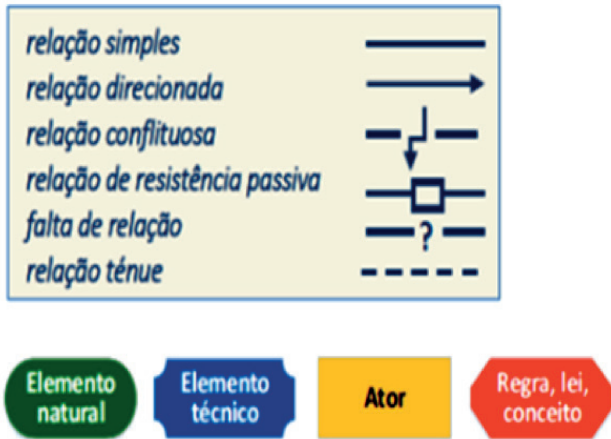 relação simples
relação direcionada
relação conflituosa
relação de resistência passiva
falta de relação
?
relação ténue
Elemento natural
Elemento técnico
Ator
Regra, lei, conceito